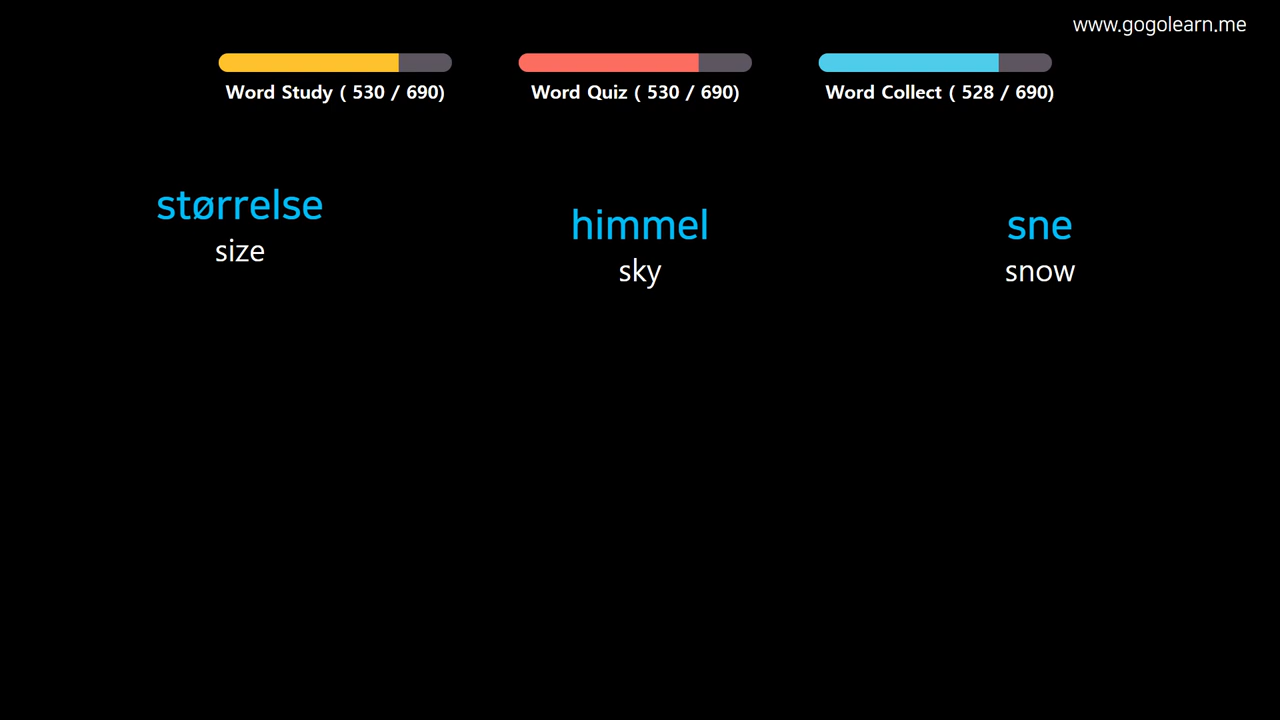 www.gogolearn.me
Word Study ( 530 / 690)
Word Quiz ( 530 / 690)
Word Collect ( 528 / 690)
størrelse
size
himmel
sky
sne
snow